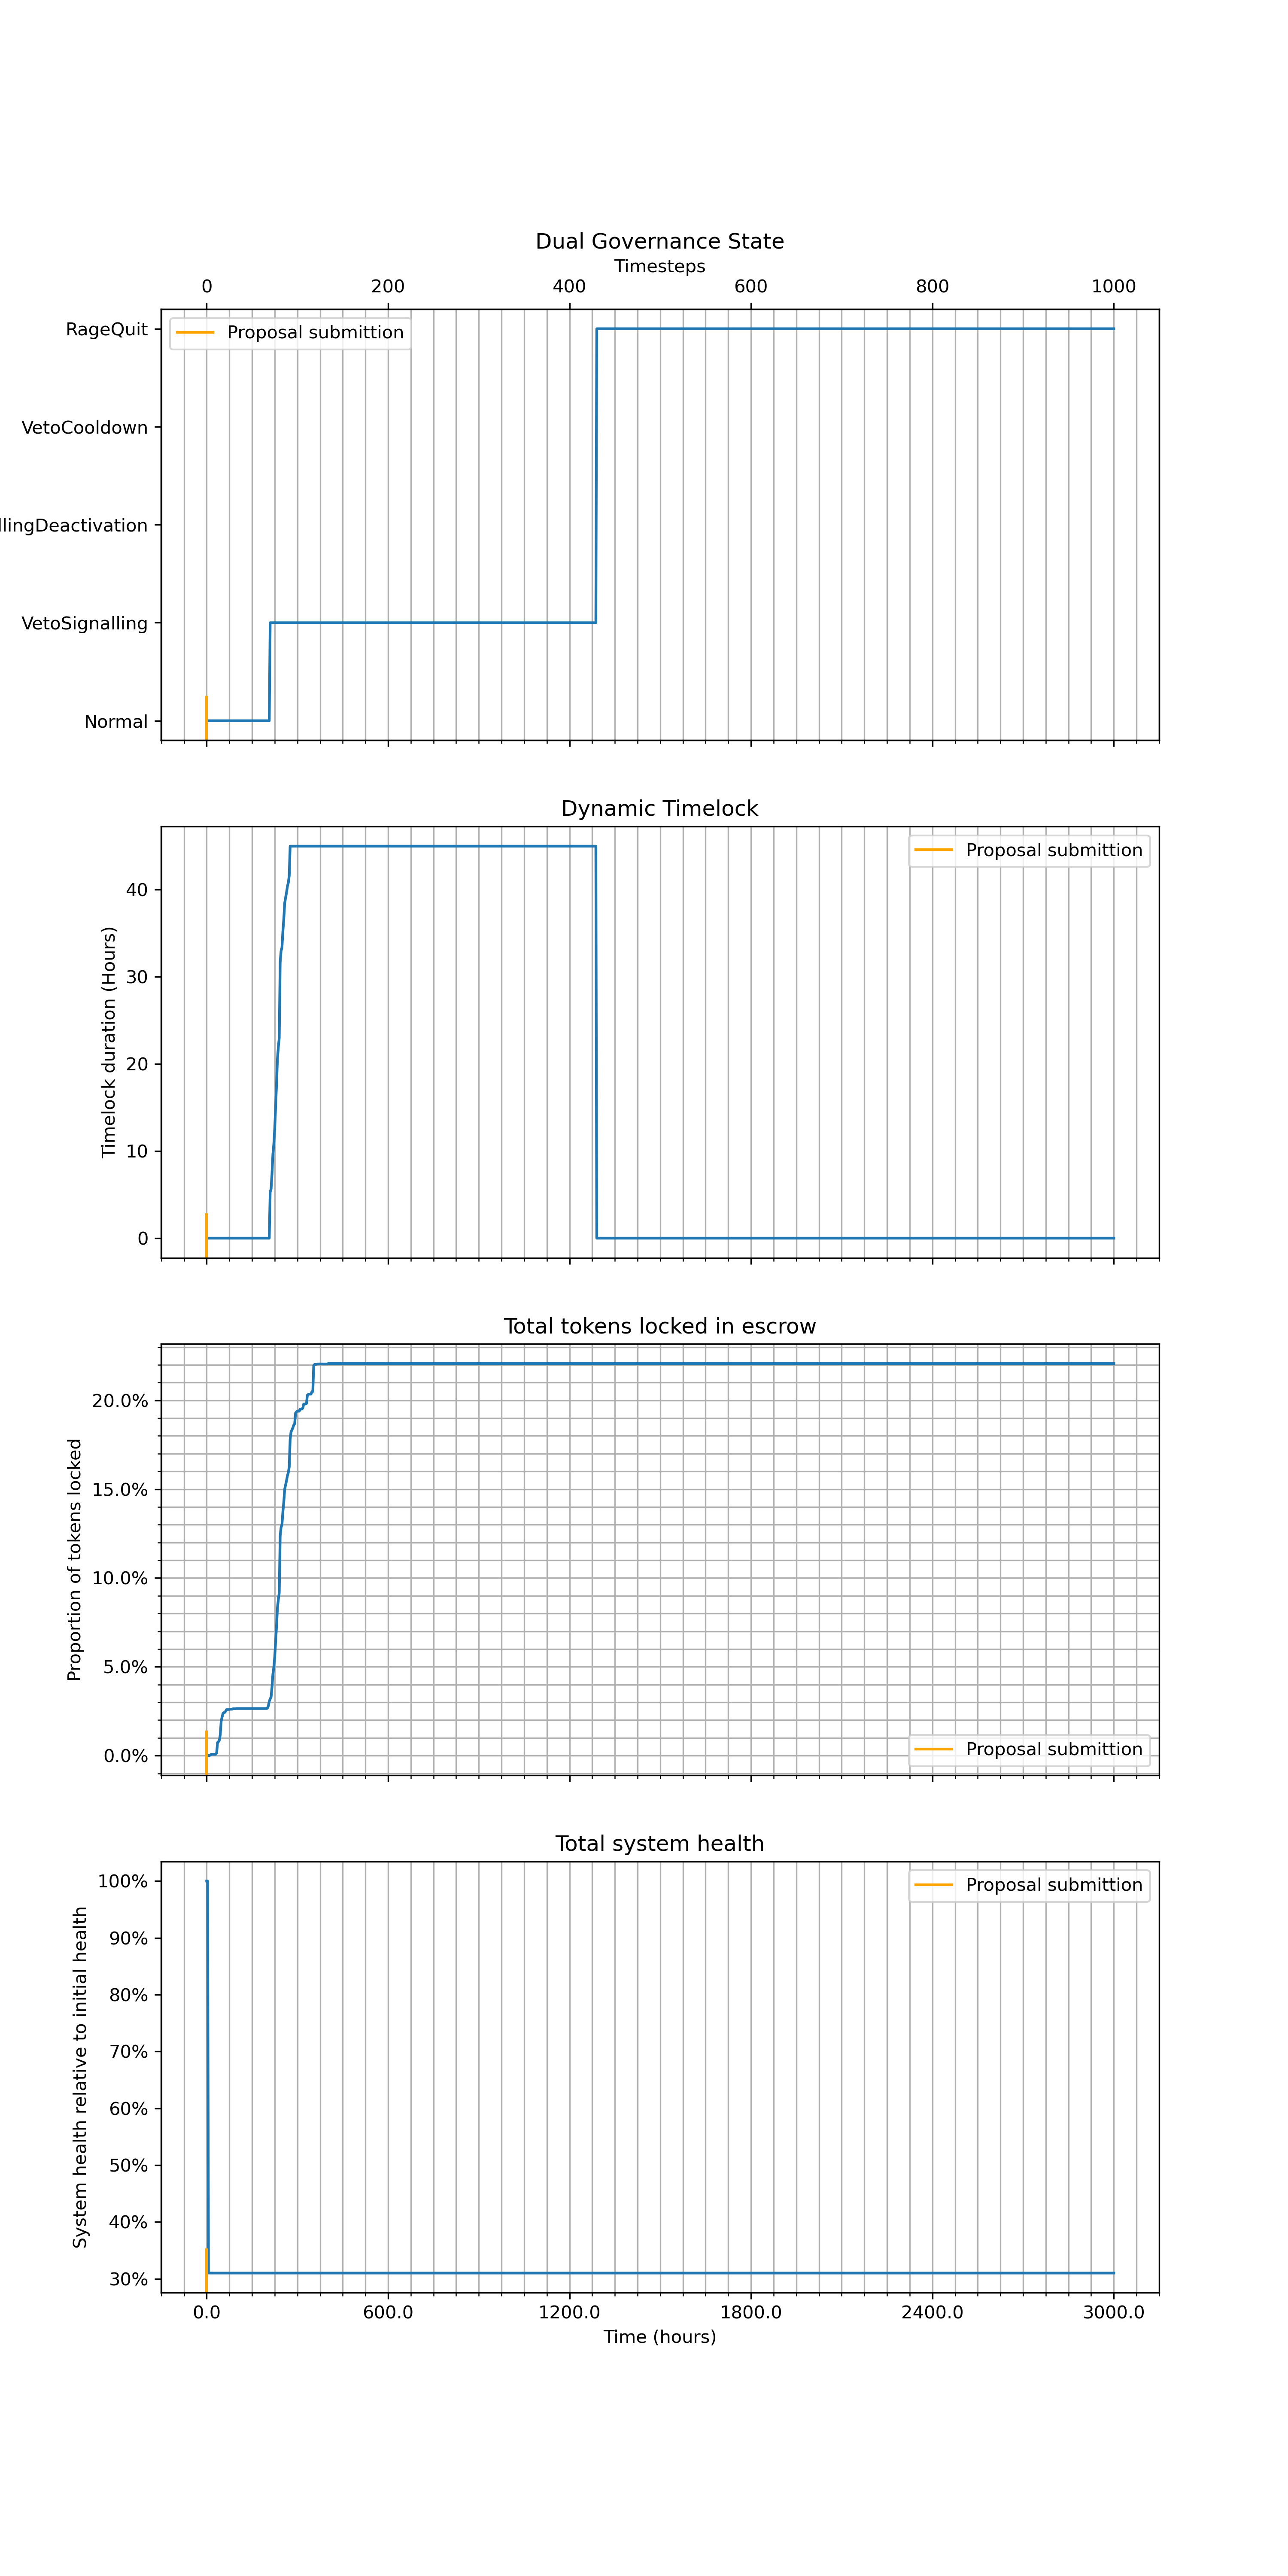 Dual Governance State
Timesteps
0 200 400 600 800 1000
RageQuit
Proposal submittion
VetoCooldown
llingDeactivation
VetoSignalling
Normal
Dynamic Timelock
Proposal submittion
Timelock duration (Hours)
40
30
20
10
0
Total tokens locked in escrow
Proportion of tokens locked
20.0%
15.0%
10.0%
5.0%
0.0%
Proposal submittion
Total system health
Proposal submittion
System health relative to initial health
100%
90%
80%
70%
60%
50%
40%
30%
0.0 600.0 1200.0 1800.0 2400.0 3000.0
Time (hours)